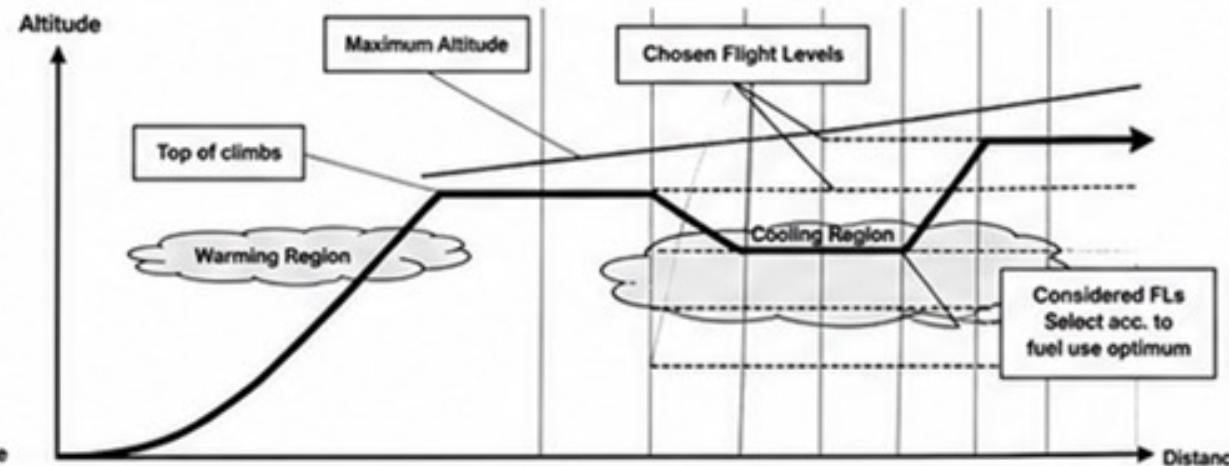 Altitude
Maximum Altitude
Chosen Flight Levels
Top of climbs
Warming Region
Cooling Region
Considered FLs
Select acc. to
fuel use optimum
e
Distanc